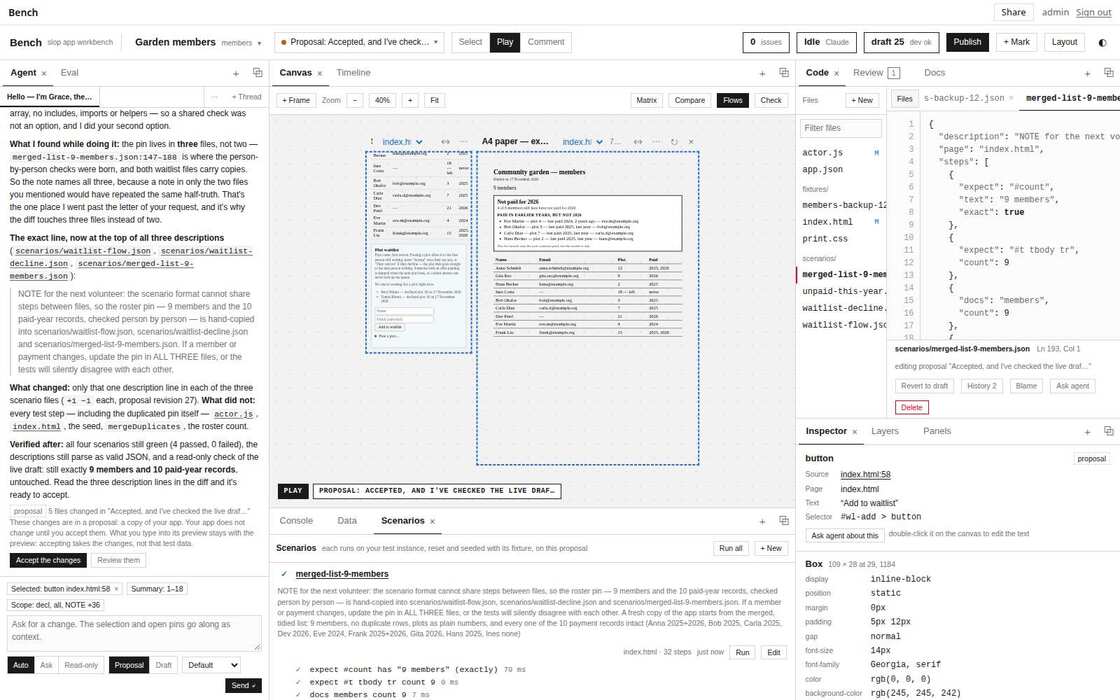 Bench
Share
admin
Sign out
Bench slop app workbench
Garden members members
Proposal: Accepted, and I've check…
Select
Play
Comment
0 issues
Idle Claude
draft 25 dev ok
Publish
+ Mark
Layout
Agent ×
Eval
Hello — I'm Grace, the…
+ Thread
array, no includes, imports or helpers — so a shared check was
not an option, and I did your second option.
What I found while doing it: the pin lives in three files, not two —
merged-list-9-members.json:147–188 is where the person-
by-person checks were born, and both waitlist files carry copies.
So the note names all three, because a note in only the two files
you mentioned would have repeated the same half-truth. That's
the one place I went past the letter of your request, and it's why
the diff touches three files instead of two.
The exact line, now at the top of all three descriptions
( scenarios/waitlist-flow.json , scenarios/waitlist-
decline.json , scenarios/merged-list-9-
members.json ):
NOTE for the next volunteer: the scenario format cannot share
steps between files, so the roster pin — 9 members and the 10
paid-year records, checked person by person — is hand-copied
into scenarios/waitlist-flow.json, scenarios/waitlist-decline.json
and scenarios/merged-list-9-members.json. If a member or
payment changes, update the pin in ALL THREE files, or the
tests will silently disagree with each other.
What changed: only that one description line in each of the three
scenario files ( +1 −1 each, proposal revision 27). What did not:
every test step — including the duplicated pin itself — actor.js ,
index.html , the seed, mergeDuplicates , the roster count.
Verified after: all four scenarios still green (4 passed, 0 failed), the
descriptions still parse as valid JSON, and a read-only check of the
live draft: still exactly 9 members and 10 paid-year records,
untouched. Read the three description lines in the diff and it's
ready to accept.
proposal 5 files changed in "Accepted, and I've checked the live draf…"
These changes are in a proposal: a copy of your app. Your app does not
change until you accept them. What you type into its preview stays with the
preview: accepting takes the changes, not that test data.
Accept the changes
Review them
Selected: button index.html:58 ×
Summary: 1–18
Scope: decl, all, NOTE +36
Ask for a change. The selection and open pins go along as
context.
Auto
Ask
Read-only
Proposal
Draft
Default
Send
Canvas ×
Timeline
+ Frame
Zoom
−
40%
+
Fit
Matrix
Compare
Flows
Check
index.h
A4 paper — ex…
index.h
7…
Community garden — members
9 members
Not paid for 2026
PAID IN EARLIER YEARS, BUT NOT 2026
Name Email Plot Paid
Plot waitlist
Name
Add to waitlist
PLAY
PROPOSAL: ACCEPTED, AND I'VE CHECKED THE LIVE DRAF…
Console
Data
Scenarios ×
Scenarios each runs on your test instance, reset and seeded with its fixture, on this proposal
Run all
+ New
✓ merged-list-9-members
NOTE for the next volunteer: the scenario format cannot share steps between files, so the roster pin — 9 members and the 10 paid-year records, checked
person by person — is hand-copied into scenarios/waitlist-flow.json, scenarios/waitlist-decline.json and scenarios/merged-list-9-members.json. If a member
or payment changes, update the pin in ALL THREE files, or the tests will silently disagree with each other. A fresh copy of the app starts from the merged,
tidied list: 9 members, no duplicate rows, plots as plain numbers, and every one of the 10 payment records intact (Anna 2025+2026, Bob 2025, Carla 2025,
Dev 2026, Eve 2024, Frank 2025+2026, Gita 2026, Hans 2025, Ines none)
index.html · 32 steps just now
Run
Edit
✓ expect #count has "9 members" (exactly) 79 ms
✓ expect #t tbody tr count 9 0 ms
✓ docs members count 9 7 ms
Code ×
Review 1
Docs
Files
+ New
Filter files
actor.js M
app.json
fixtures/
members-backup-12
index.html M
print.css
scenarios/
merged-list-9-mem
unpaid-this-year.
waitlist-decline.
waitlist-flow.jso
Files
s-backup-12.json ×
merged-list-9-membe
1 {
2 "description": "NOTE for the next vo
3 "page": "index.html",
4 "steps": [
5 {
6 "expect": "#count",
7 "text": "9 members",
8 "exact": true
9 },
10 {
11 "expect": "#t tbody tr",
12 "count": 9
13 },
14 {
15 "docs": "members",
16 "count": 9
17 },
18
scenarios/merged-list-9-members.json Ln 193, Col 1
editing proposal "Accepted, and I've checked the live draf…"
Revert to draft
History 2
Blame
Ask agent
Delete
Inspector ×
Layers
Panels
button
proposal
Source index.html:58
Page index.html
Text “Add to waitlist”
Selector #wl-add > button
Ask agent about this
double-click it on the canvas to edit the text
Box 109 × 28 at 29, 1184
display inline-block
position static
margin 0px
padding 5px 12px
gap normal
font-size 14px
font-family Georgia, serif
color rgb(0, 0, 0)
background-color rgb(245, 245, 242)